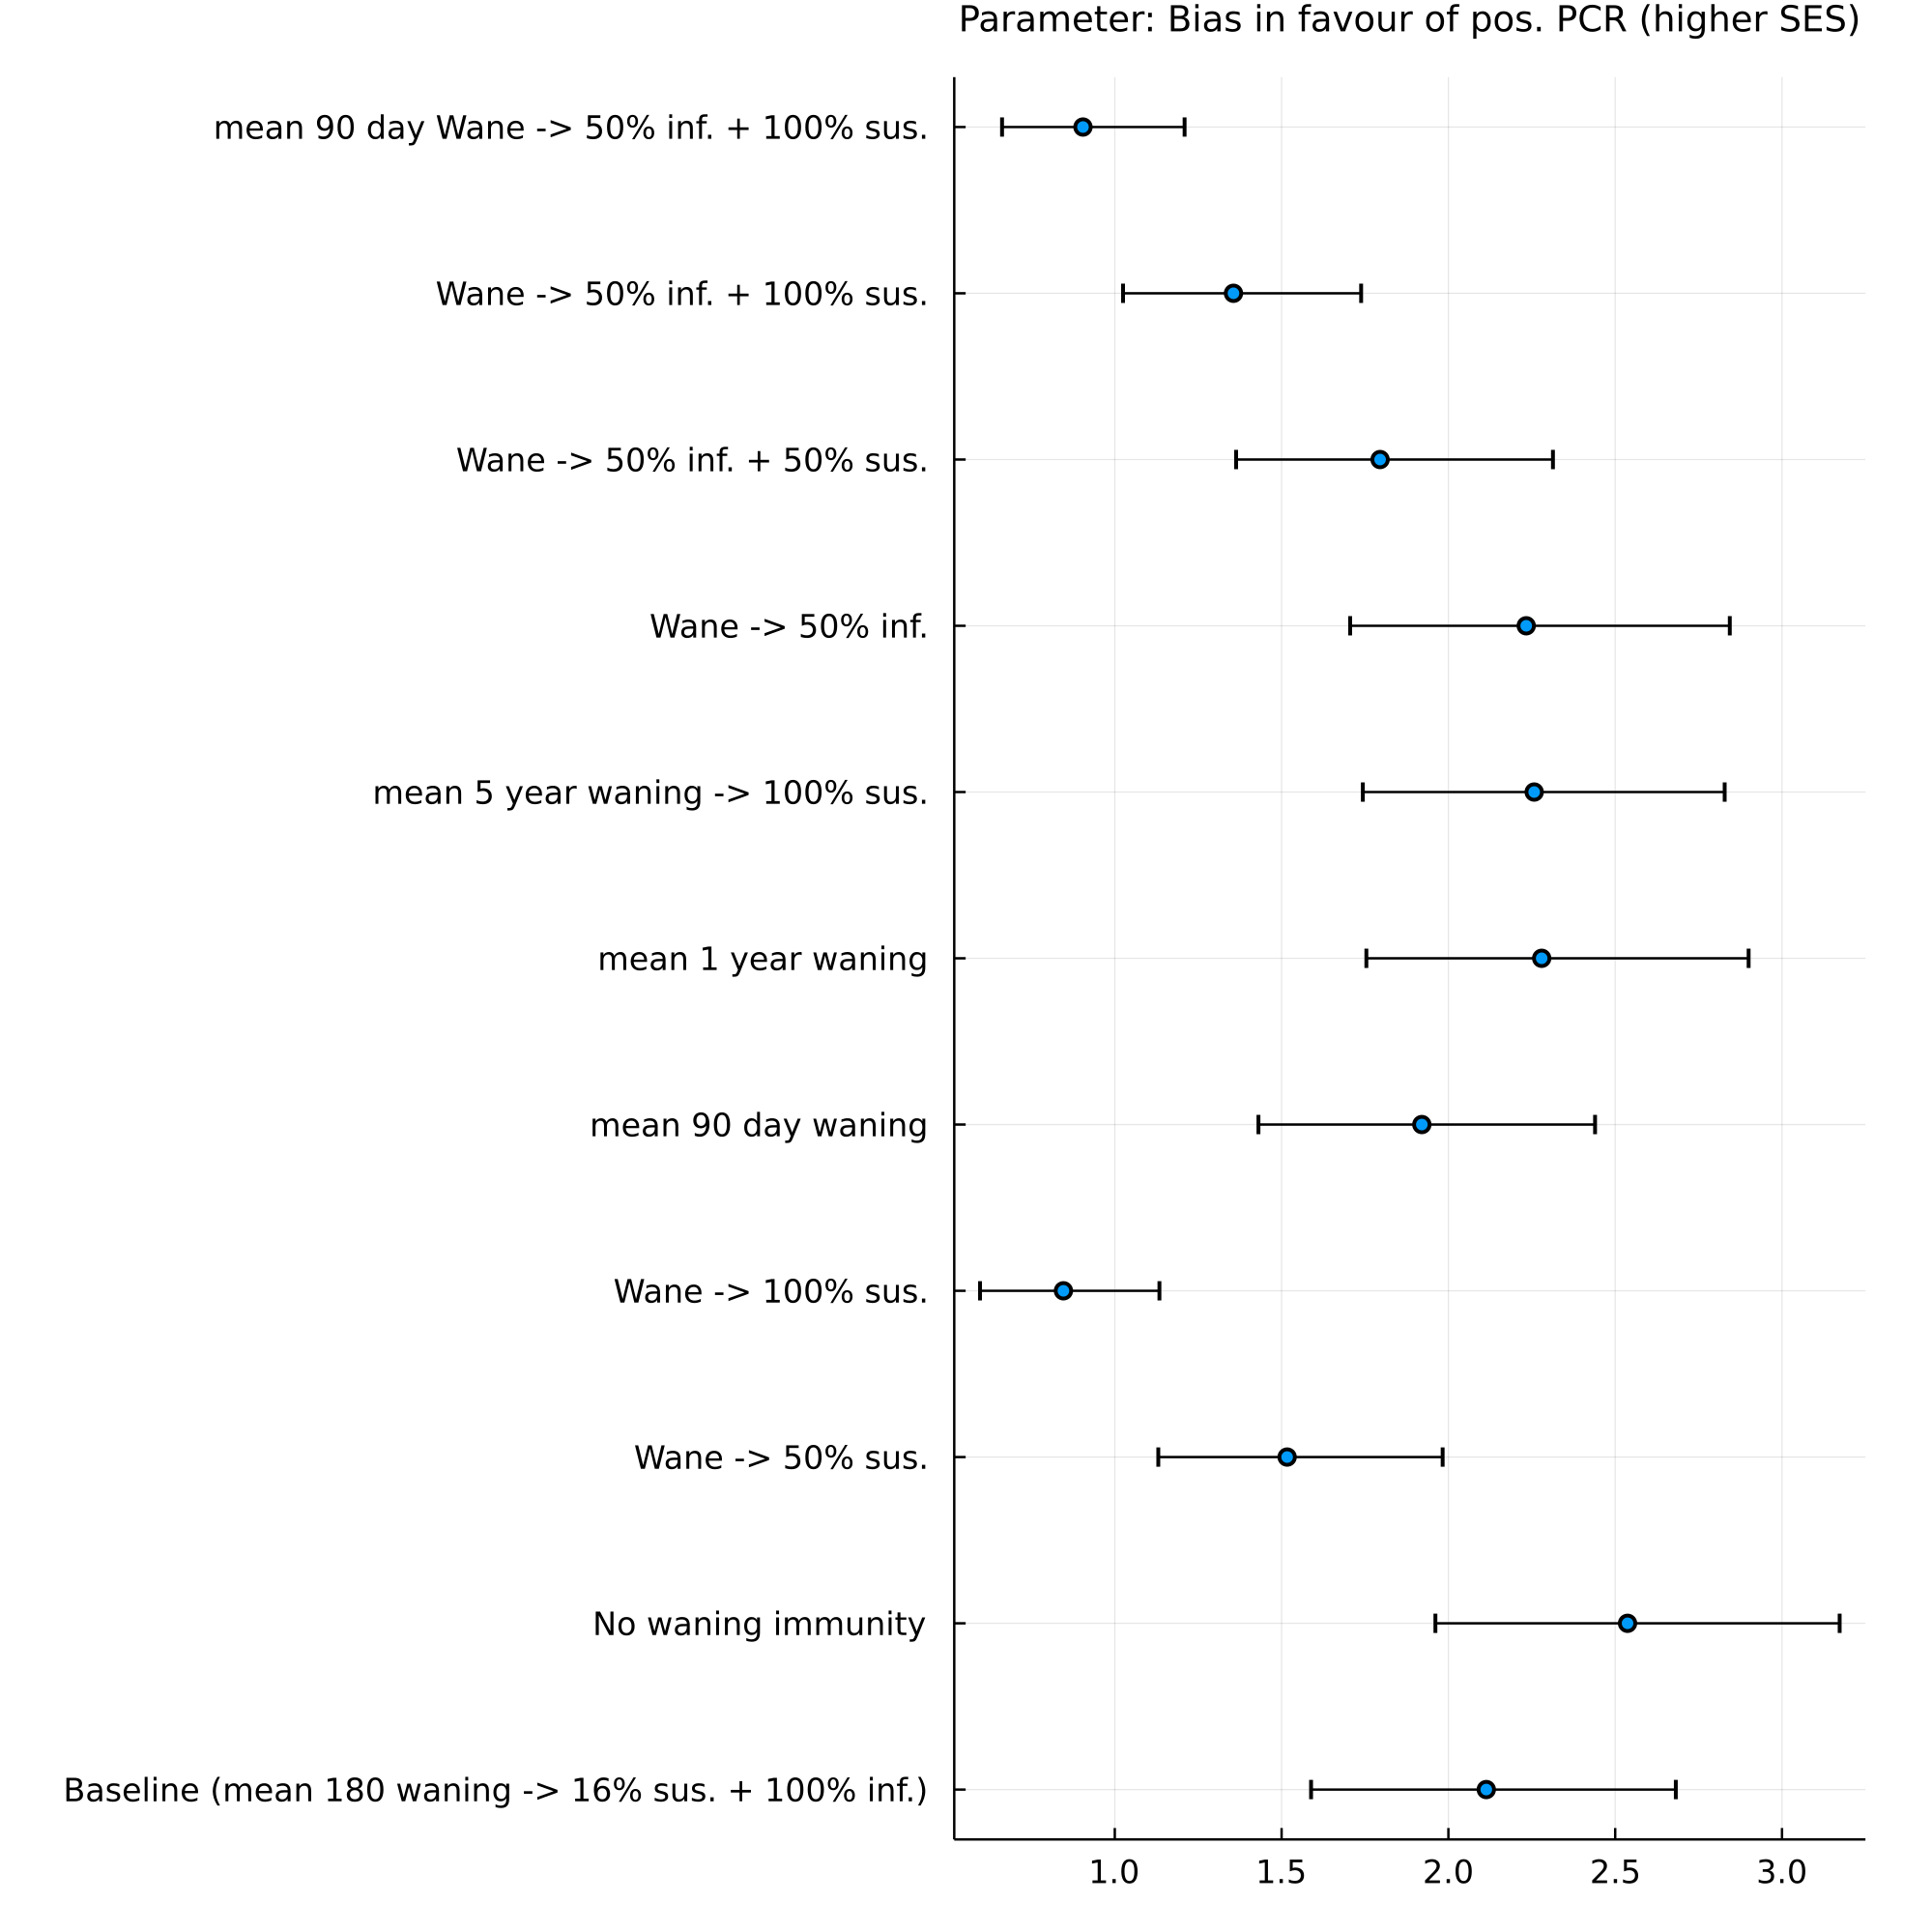 Parameter: Bias in favour of pos. PCR (higher SES)
mean 90 day Wane -> 50% inf. + 100% sus.
Wane -> 50% inf. + 100% sus.
Wane -> 50% inf. + 50% sus.
Wane -> 50% inf.
mean 5 year waning -> 100% sus.
mean 1 year waning
mean 90 day waning
Wane -> 100% sus.
Wane -> 50% sus.
No waning immunity
Baseline (mean 180 waning -> 16% sus. + 100% inf.)
1.0 1.5 2.0 2.5 3.0